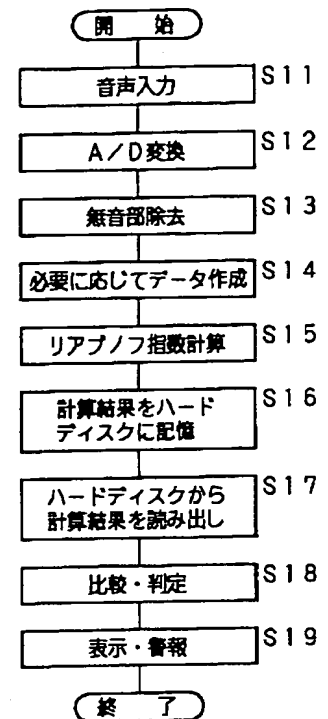 開 始
音声入力 S11
A/D変換 S12
無音部除去 S13
必要に応じてデータ作成 S14
リアプノフ指数計算 S15
計算結果をハード S16
ディスクに記憶
ハードディスクから S17
計算結果を読み出し
比較・判定 S18
表示・警報 S19
終 了